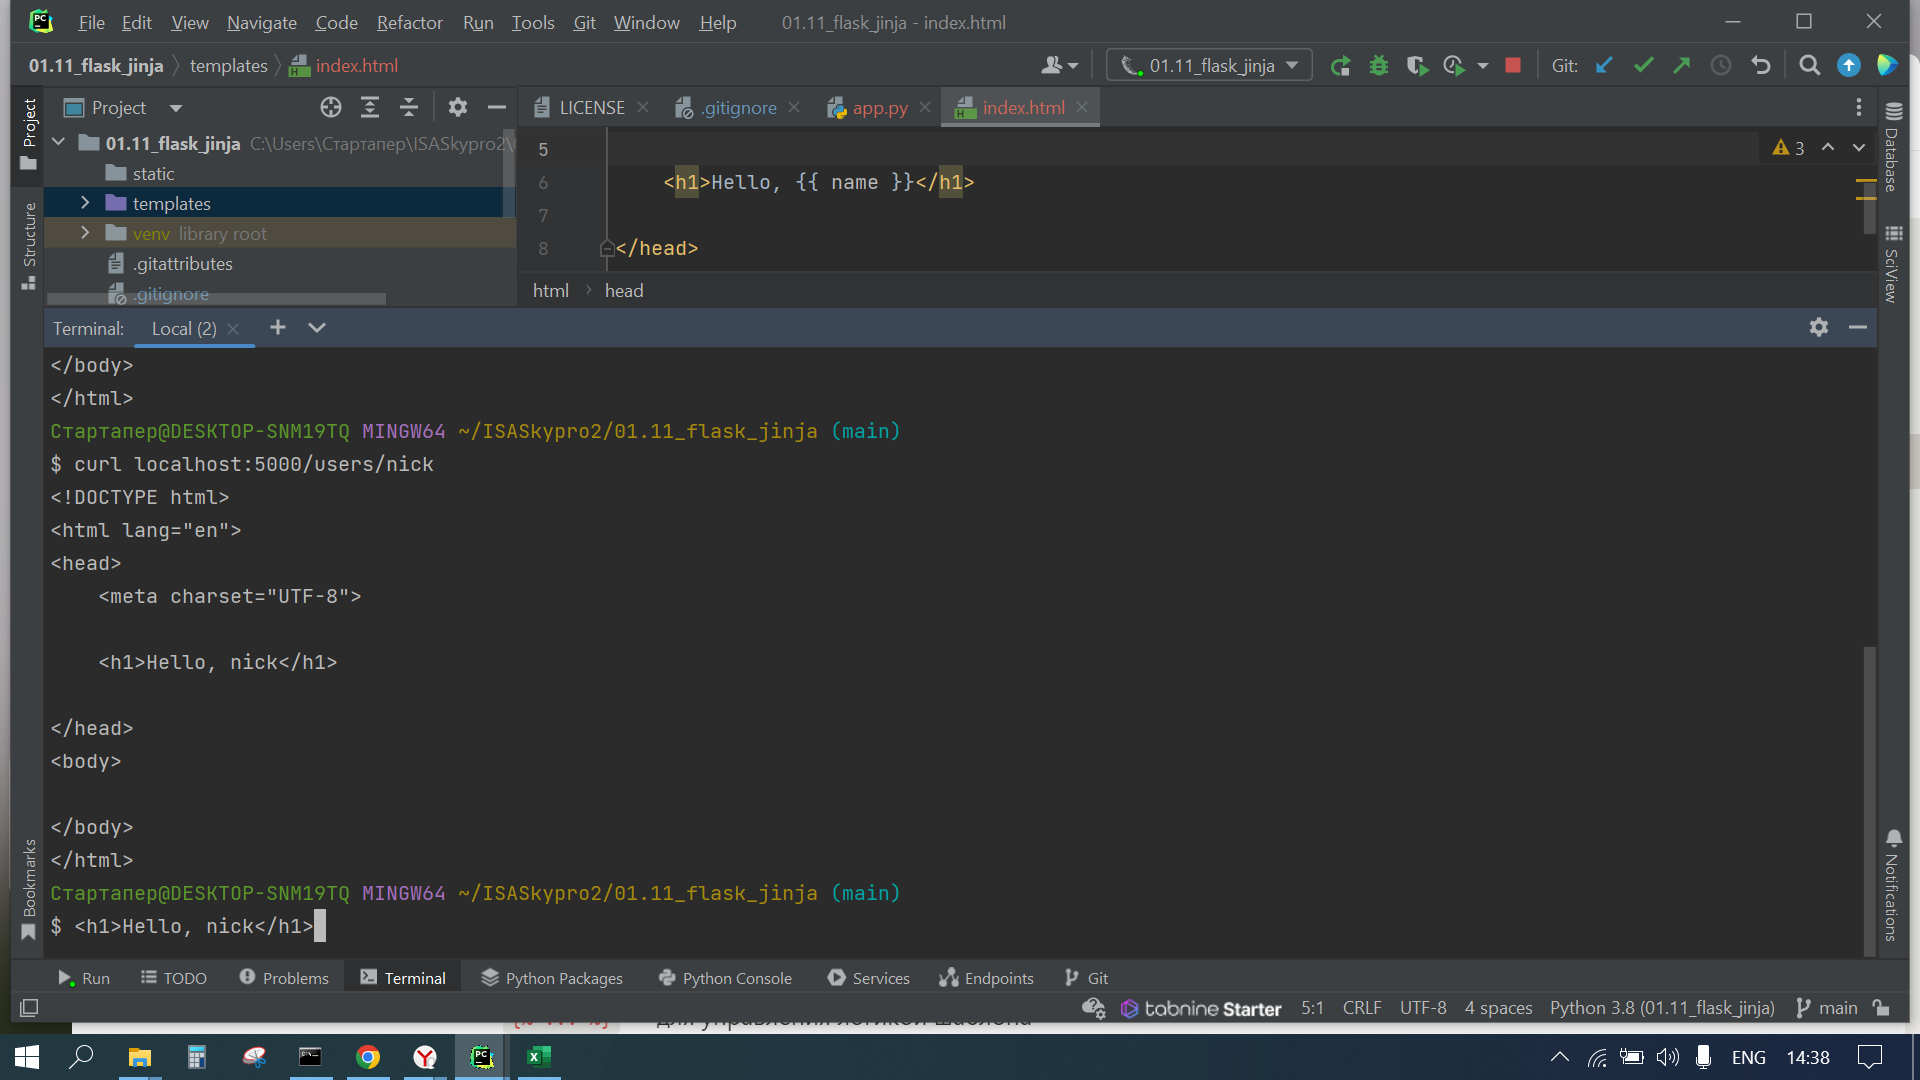 File Edit View Navigate Code Refactor Run Tools Git Window Help 01.11_flask_jinja - index.html
01.11_flask_jinja templates index.html 01.11_flask_jinja Git:
Project LICENSE .gitignore app.py index.html
01.11_flask_jinja C:\Users\Стартапер\ISASkypro2\
static
templates
venv library root
.gitattributes
.gitignore
5
6 <h1>Hello, {{ name }}</h1>
7
8 </head>
3
html head
Project
Structure
Bookmarks
Database
SciView
Notifications
Terminal: Local (2)
</body>
</html>
Стартапер@DESKTOP-SNM19TQ MINGW64 ~/ISASkypro2/01.11_flask_jinja (main)
$ curl localhost:5000/users/nick
<!DOCTYPE html>
<html lang="en">
<head>
<meta charset="UTF-8">
<h1>Hello, nick</h1>
</head>
<body>
</body>
</html>
Стартапер@DESKTOP-SNM19TQ MINGW64 ~/ISASkypro2/01.11_flask_jinja (main)
$ <h1>Hello, nick</h1>
Run TODO Problems Terminal Python Packages Python Console Services Endpoints Git
tabnine Starter 5:1 CRLF UTF-8 4 spaces Python 3.8 (01.11_flask_jinja) main
для управления логикой шаблона
ENG 14:38